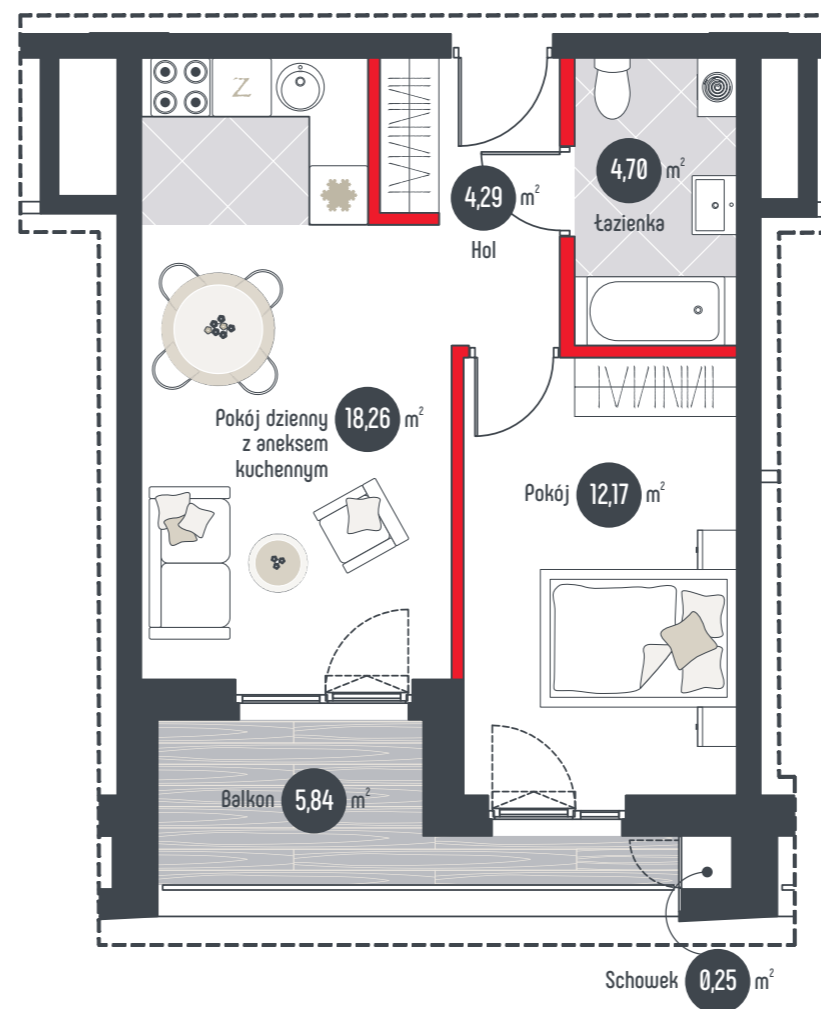 Z
4,70 m²
Łazienka
4,29 m²
Hol
Pokój dzienny 18,26 m²
z aneksem
kuchennym
Pokój 12,17 m²
Balkon 5,84 m²
Schowek 0,25 m²